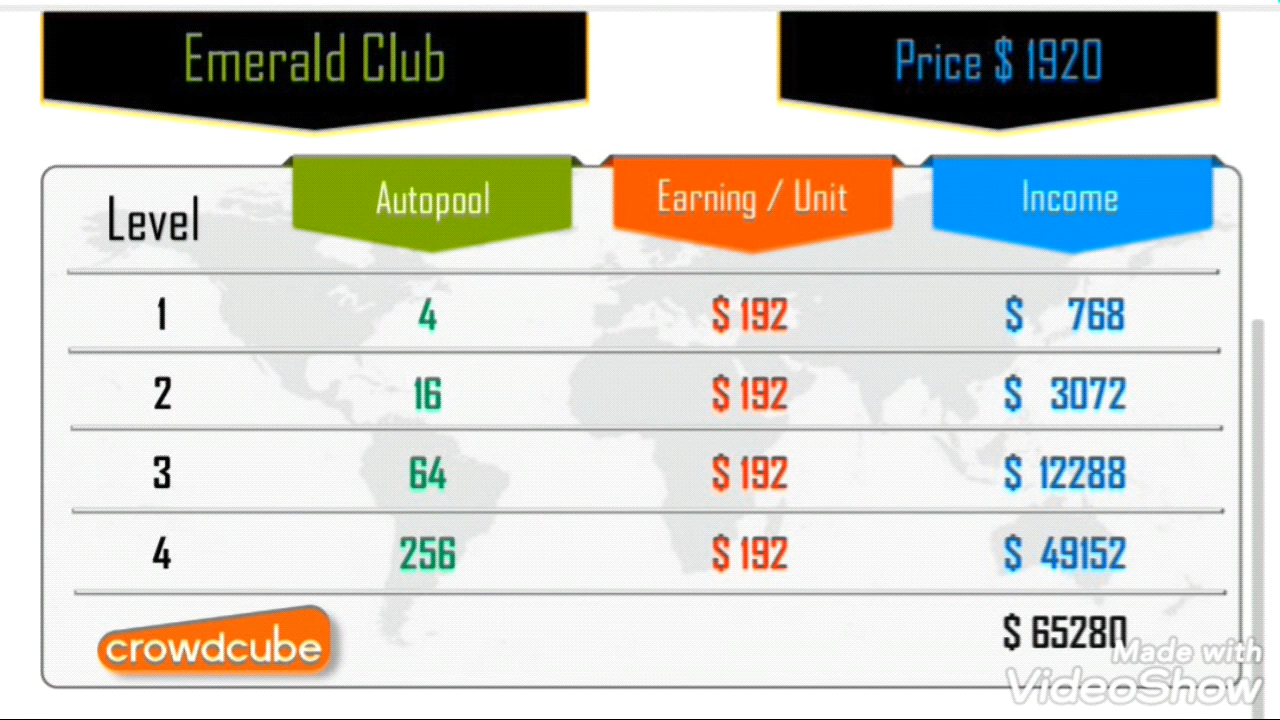 Emerald Club
Price $ 1920
Level Autopool Earning / Unit Income
1 4 $ 192 $ 768
2 16 $ 192 $ 3072
3 64 $ 192 $ 12288
4 256 $ 192 $ 49152
crowdcube $ 65280
Made with
VideoShow